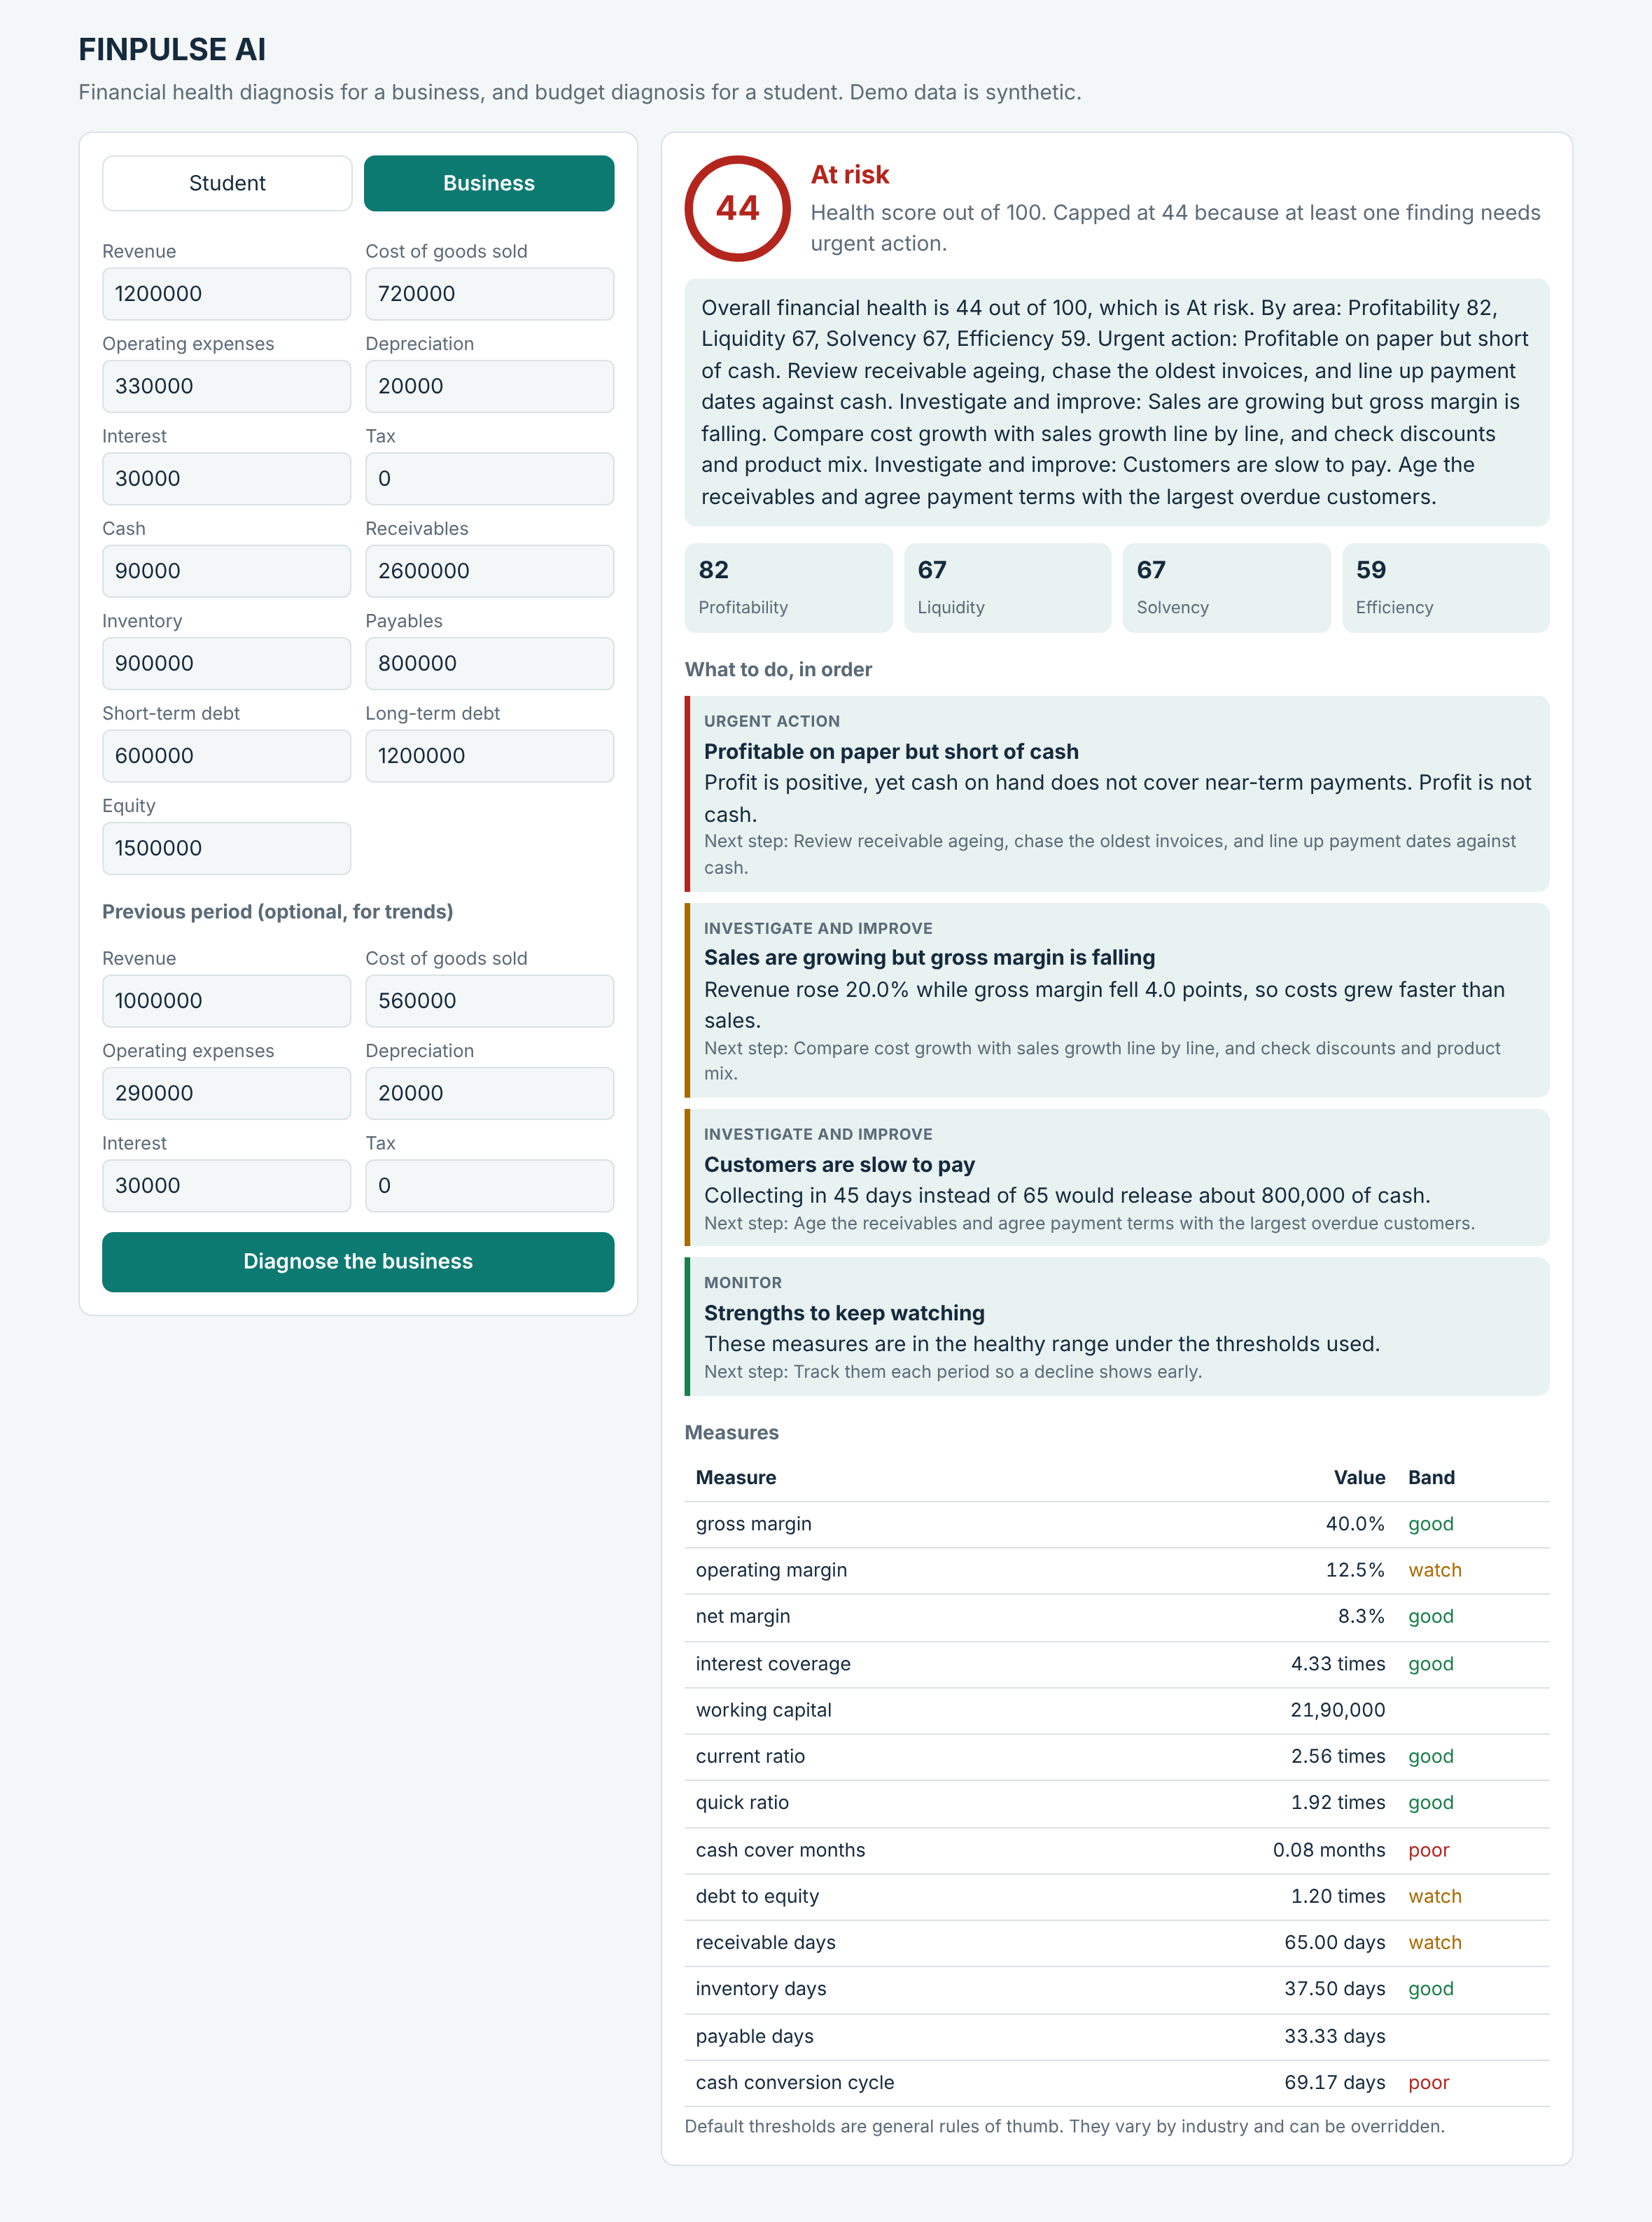 FINPULSE AI
Financial health diagnosis for a business, and budget diagnosis for a student. Demo data is synthetic.
Student
Business
Revenue
Cost of goods sold
1200000
720000
Operating expenses
Depreciation
330000
20000
Interest
Tax
30000
0
Cash
Receivables
90000
2600000
Inventory
Payables
900000
800000
Short-term debt
Long-term debt
600000
1200000
Equity
1500000
Previous period (optional, for trends)
Revenue
Cost of goods sold
1000000
560000
Operating expenses
Depreciation
290000
20000
Interest
Tax
30000
0
Diagnose the business
44
At risk
Health score out of 100. Capped at 44 because at least one finding needs
urgent action.
Overall financial health is 44 out of 100, which is At risk. By area: Profitability 82,
Liquidity 67, Solvency 67, Efficiency 59. Urgent action: Profitable on paper but short
of cash. Review receivable ageing, chase the oldest invoices, and line up payment
dates against cash. Investigate and improve: Sales are growing but gross margin is
falling. Compare cost growth with sales growth line by line, and check discounts
and product mix. Investigate and improve: Customers are slow to pay. Age the
receivables and agree payment terms with the largest overdue customers.
82
Profitability
67
Liquidity
67
Solvency
59
Efficiency
What to do, in order
URGENT ACTION
Profitable on paper but short of cash
Profit is positive, yet cash on hand does not cover near-term payments. Profit is not
cash.
Next step: Review receivable ageing, chase the oldest invoices, and line up payment dates against
cash.
INVESTIGATE AND IMPROVE
Sales are growing but gross margin is falling
Revenue rose 20.0% while gross margin fell 4.0 points, so costs grew faster than
sales.
Next step: Compare cost growth with sales growth line by line, and check discounts and product
mix.
INVESTIGATE AND IMPROVE
Customers are slow to pay
Collecting in 45 days instead of 65 would release about 800,000 of cash.
Next step: Age the receivables and agree payment terms with the largest overdue customers.
MONITOR
Strengths to keep watching
These measures are in the healthy range under the thresholds used.
Next step: Track them each period so a decline shows early.
Measures
Measure Value Band
gross margin 40.0% good
operating margin 12.5% watch
net margin 8.3% good
interest coverage 4.33 times good
working capital 21,90,000
current ratio 2.56 times good
quick ratio 1.92 times good
cash cover months 0.08 months poor
debt to equity 1.20 times watch
receivable days 65.00 days watch
inventory days 37.50 days good
payable days 33.33 days
cash conversion cycle 69.17 days poor
Default thresholds are general rules of thumb. They vary by industry and can be overridden.